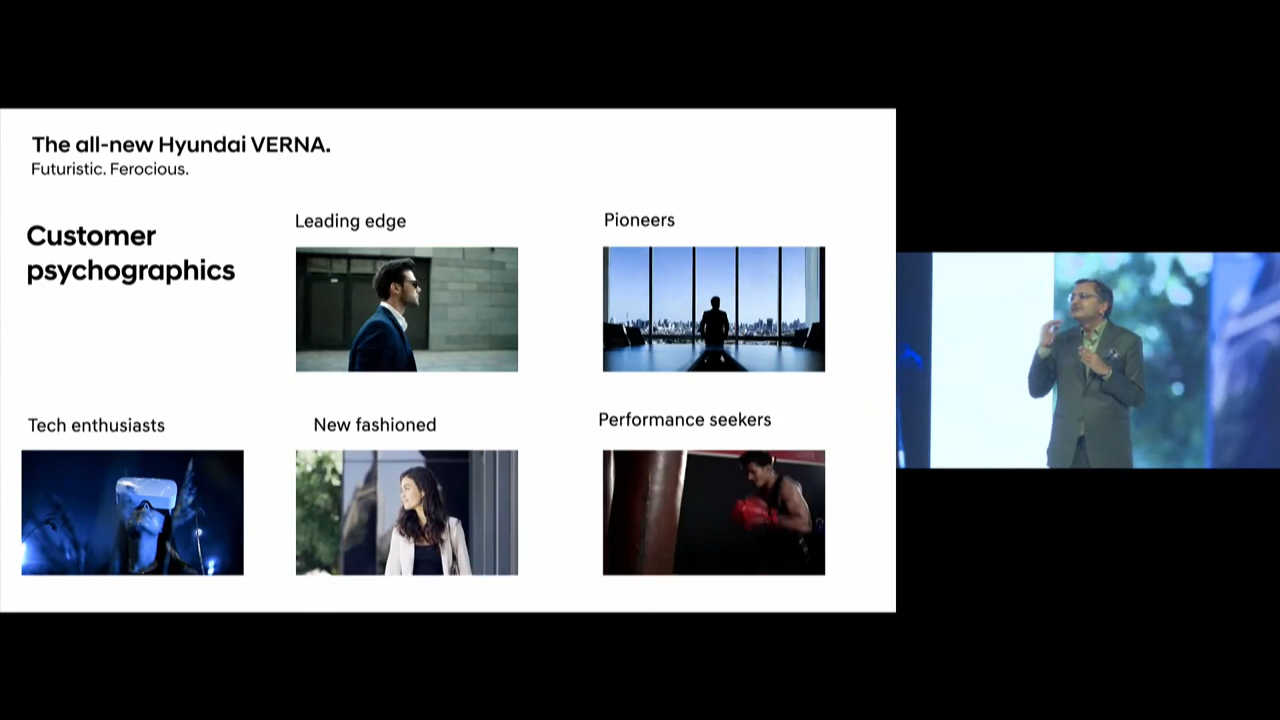 The all-new Hyundai VERNA.
Futuristic. Ferocious.
Customer
psychographics
Leading edge
Pioneers
Tech enthusiasts
New fashioned
Performance seekers